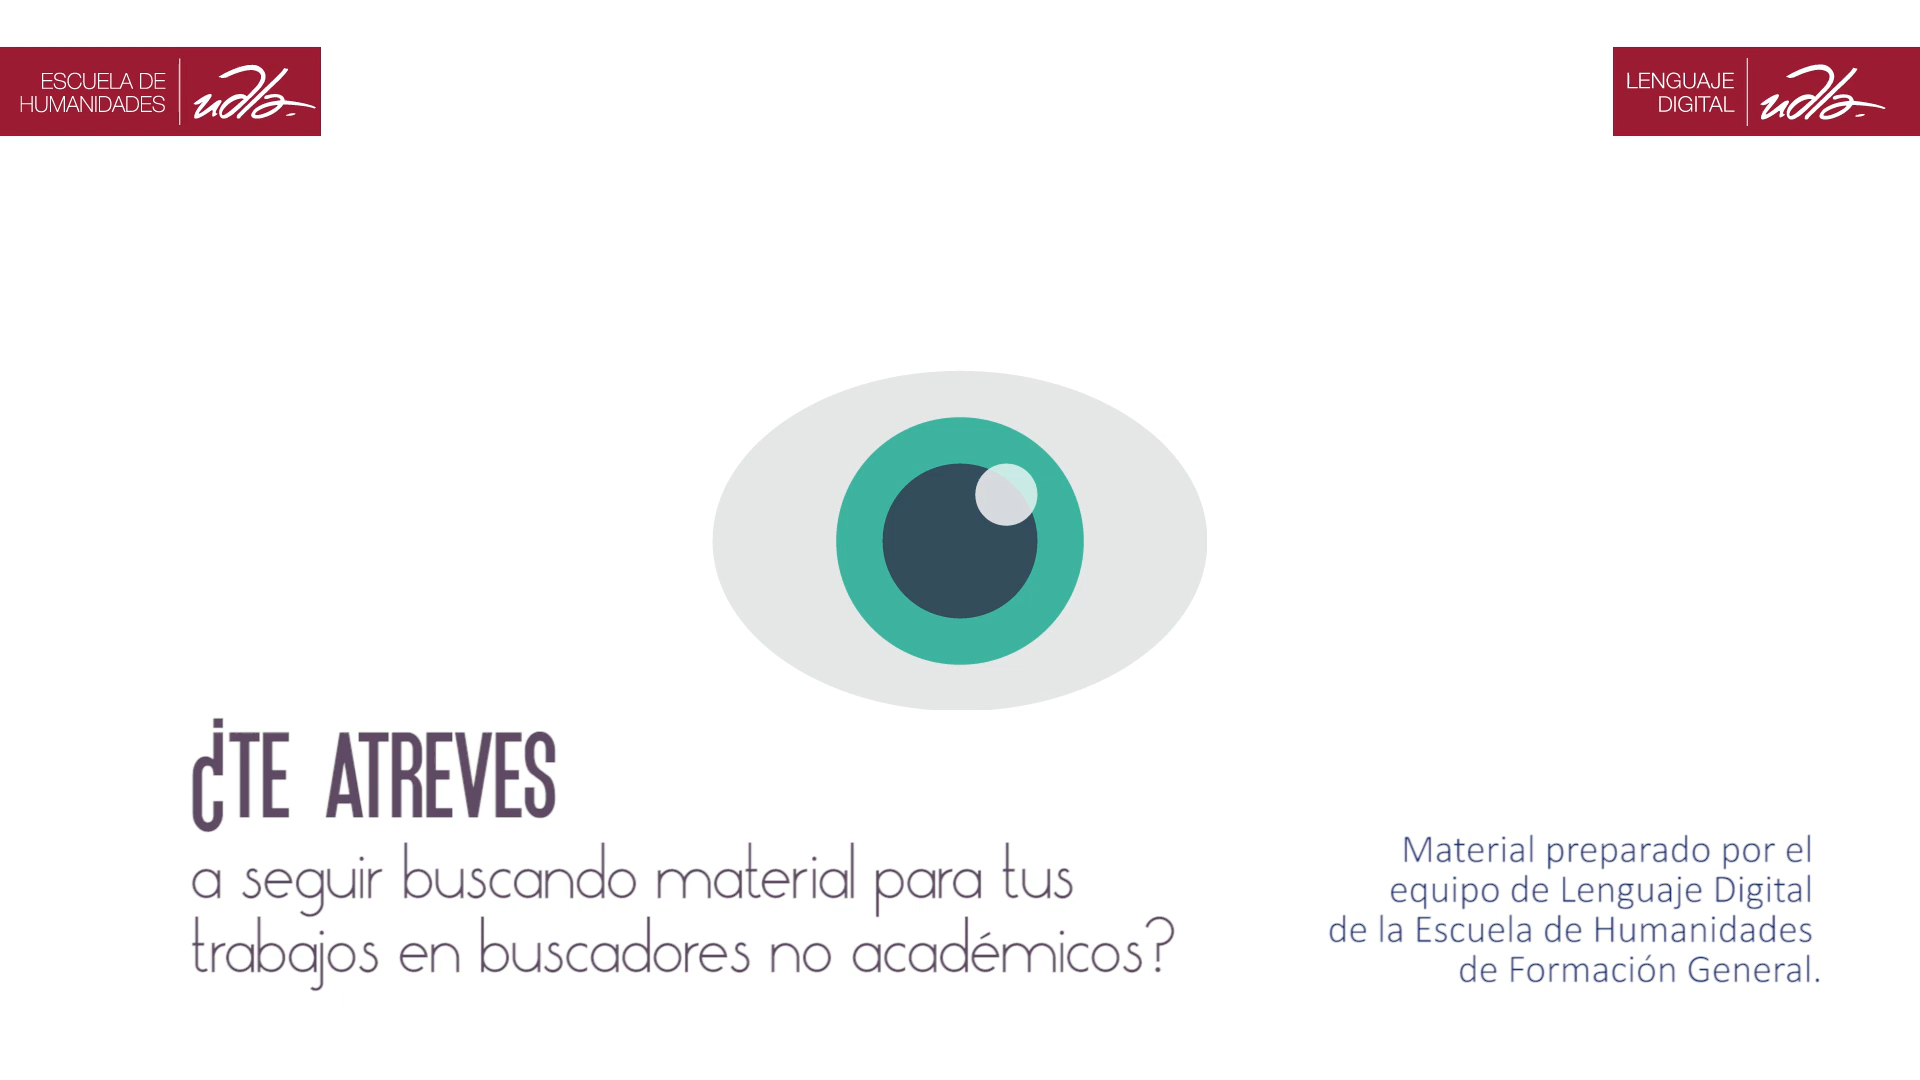 ESCUELA DE
HUMANIDADES
udla.
LENGUAJE
DIGITAL
udla.
¿TE ATREVES
a seguir buscando material para tus
trabajos en buscadores no académicos?
Material preparado por el
equipo de Lenguaje Digital
de la Escuela de Humanidades
de Formación General.